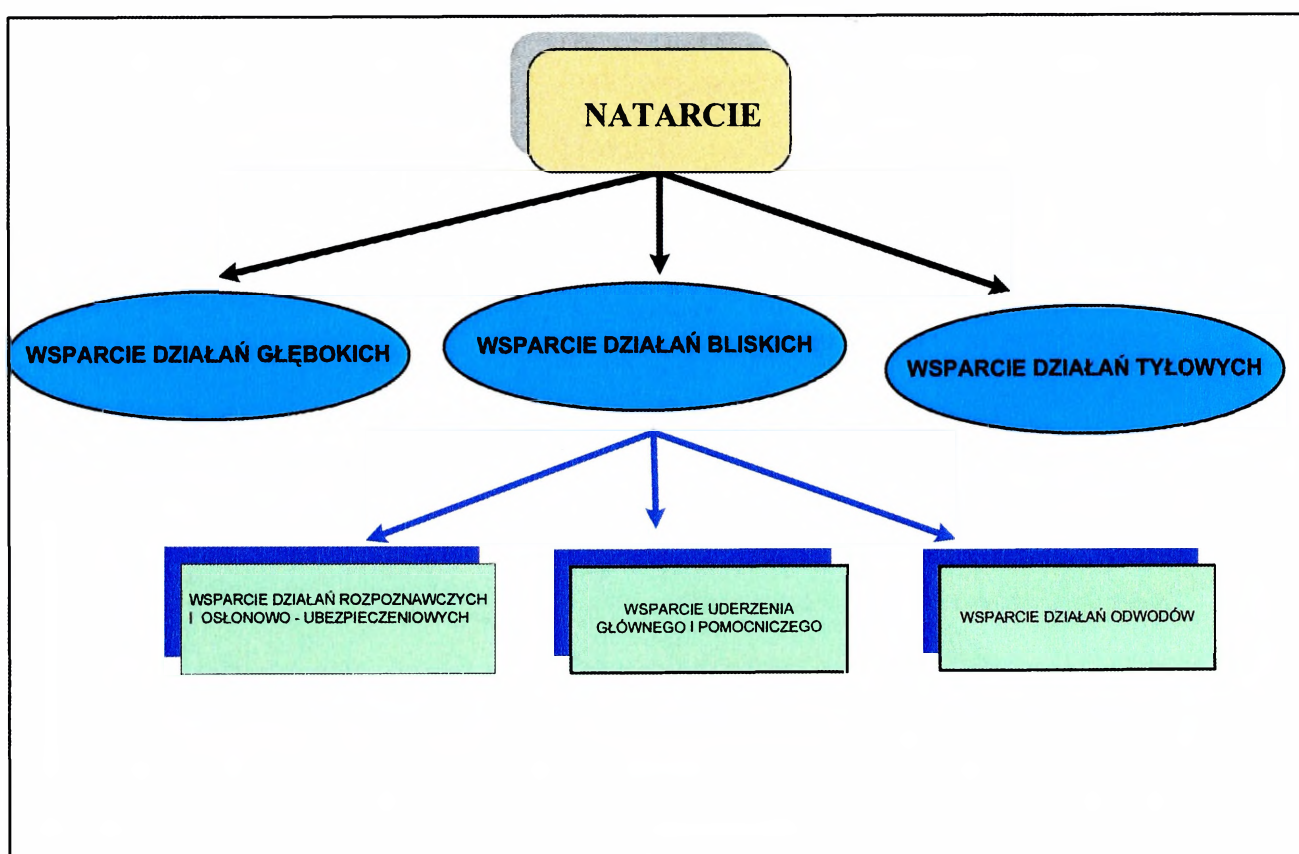 NATARCIE
WSPARCIE DZIAŁAŃ GŁĘBOKICH
WSPARCIE DZIAŁAŃ BLISKICH
WSPARCIE DZIAŁAŃ TYŁOWYCH
WSPARCIE DZIAŁAŃ ROZPOZNAWCZYCH
I OSŁONOWO - UBEZPIECZENIOWYCH
WSPARCIE UDERZENIA
GŁÓWNEGO I POMOCNICZEGO
WSPARCIE DZIAŁAŃ ODWODÓW